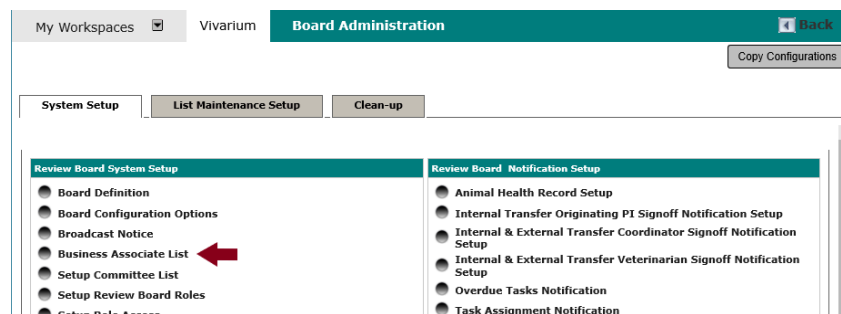 My Workspaces Vivarium Board Administration Back
Copy Configurations
System Setup List Maintenance Setup Clean-up
Review Board System Setup
Board Definition
Board Configuration Options
Broadcast Notice
Business Associate List
Setup Committee List
Setup Review Board Roles
Setup Role Access
Review Board Notification Setup
Animal Health Record Setup
Internal Transfer Originating PI Signoff Notification Setup
Internal & External Transfer Coordinator Signoff Notification
Setup
Internal & External Transfer Veterinarian Signoff Notification
Setup
Overdue Tasks Notification
Task Assignment Notification